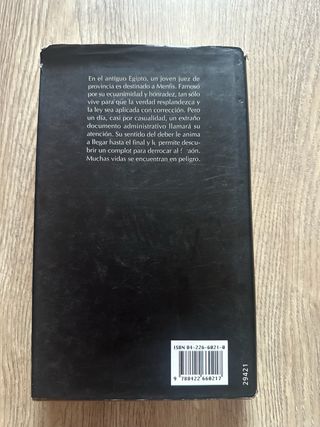 En el antiguo Egipto, un joven juez de
provincia es destinado a Menfis. Famoso
por su ecuanimidad y honradez, tan sólo
vive para que la verdad resplandezca y
la ley sea aplicada con corrección. Pero
un día, casi por casualidad, un extraño
documento administrativo llamará su
atención. Su sentido del deber le anima
a llegar hasta el final y le permite descu-
brir un complot para derrocar al faraón.
Muchas vidas se encuentran en peligro.
ISBN 84-226-6021-0
9 788422 660217
29421